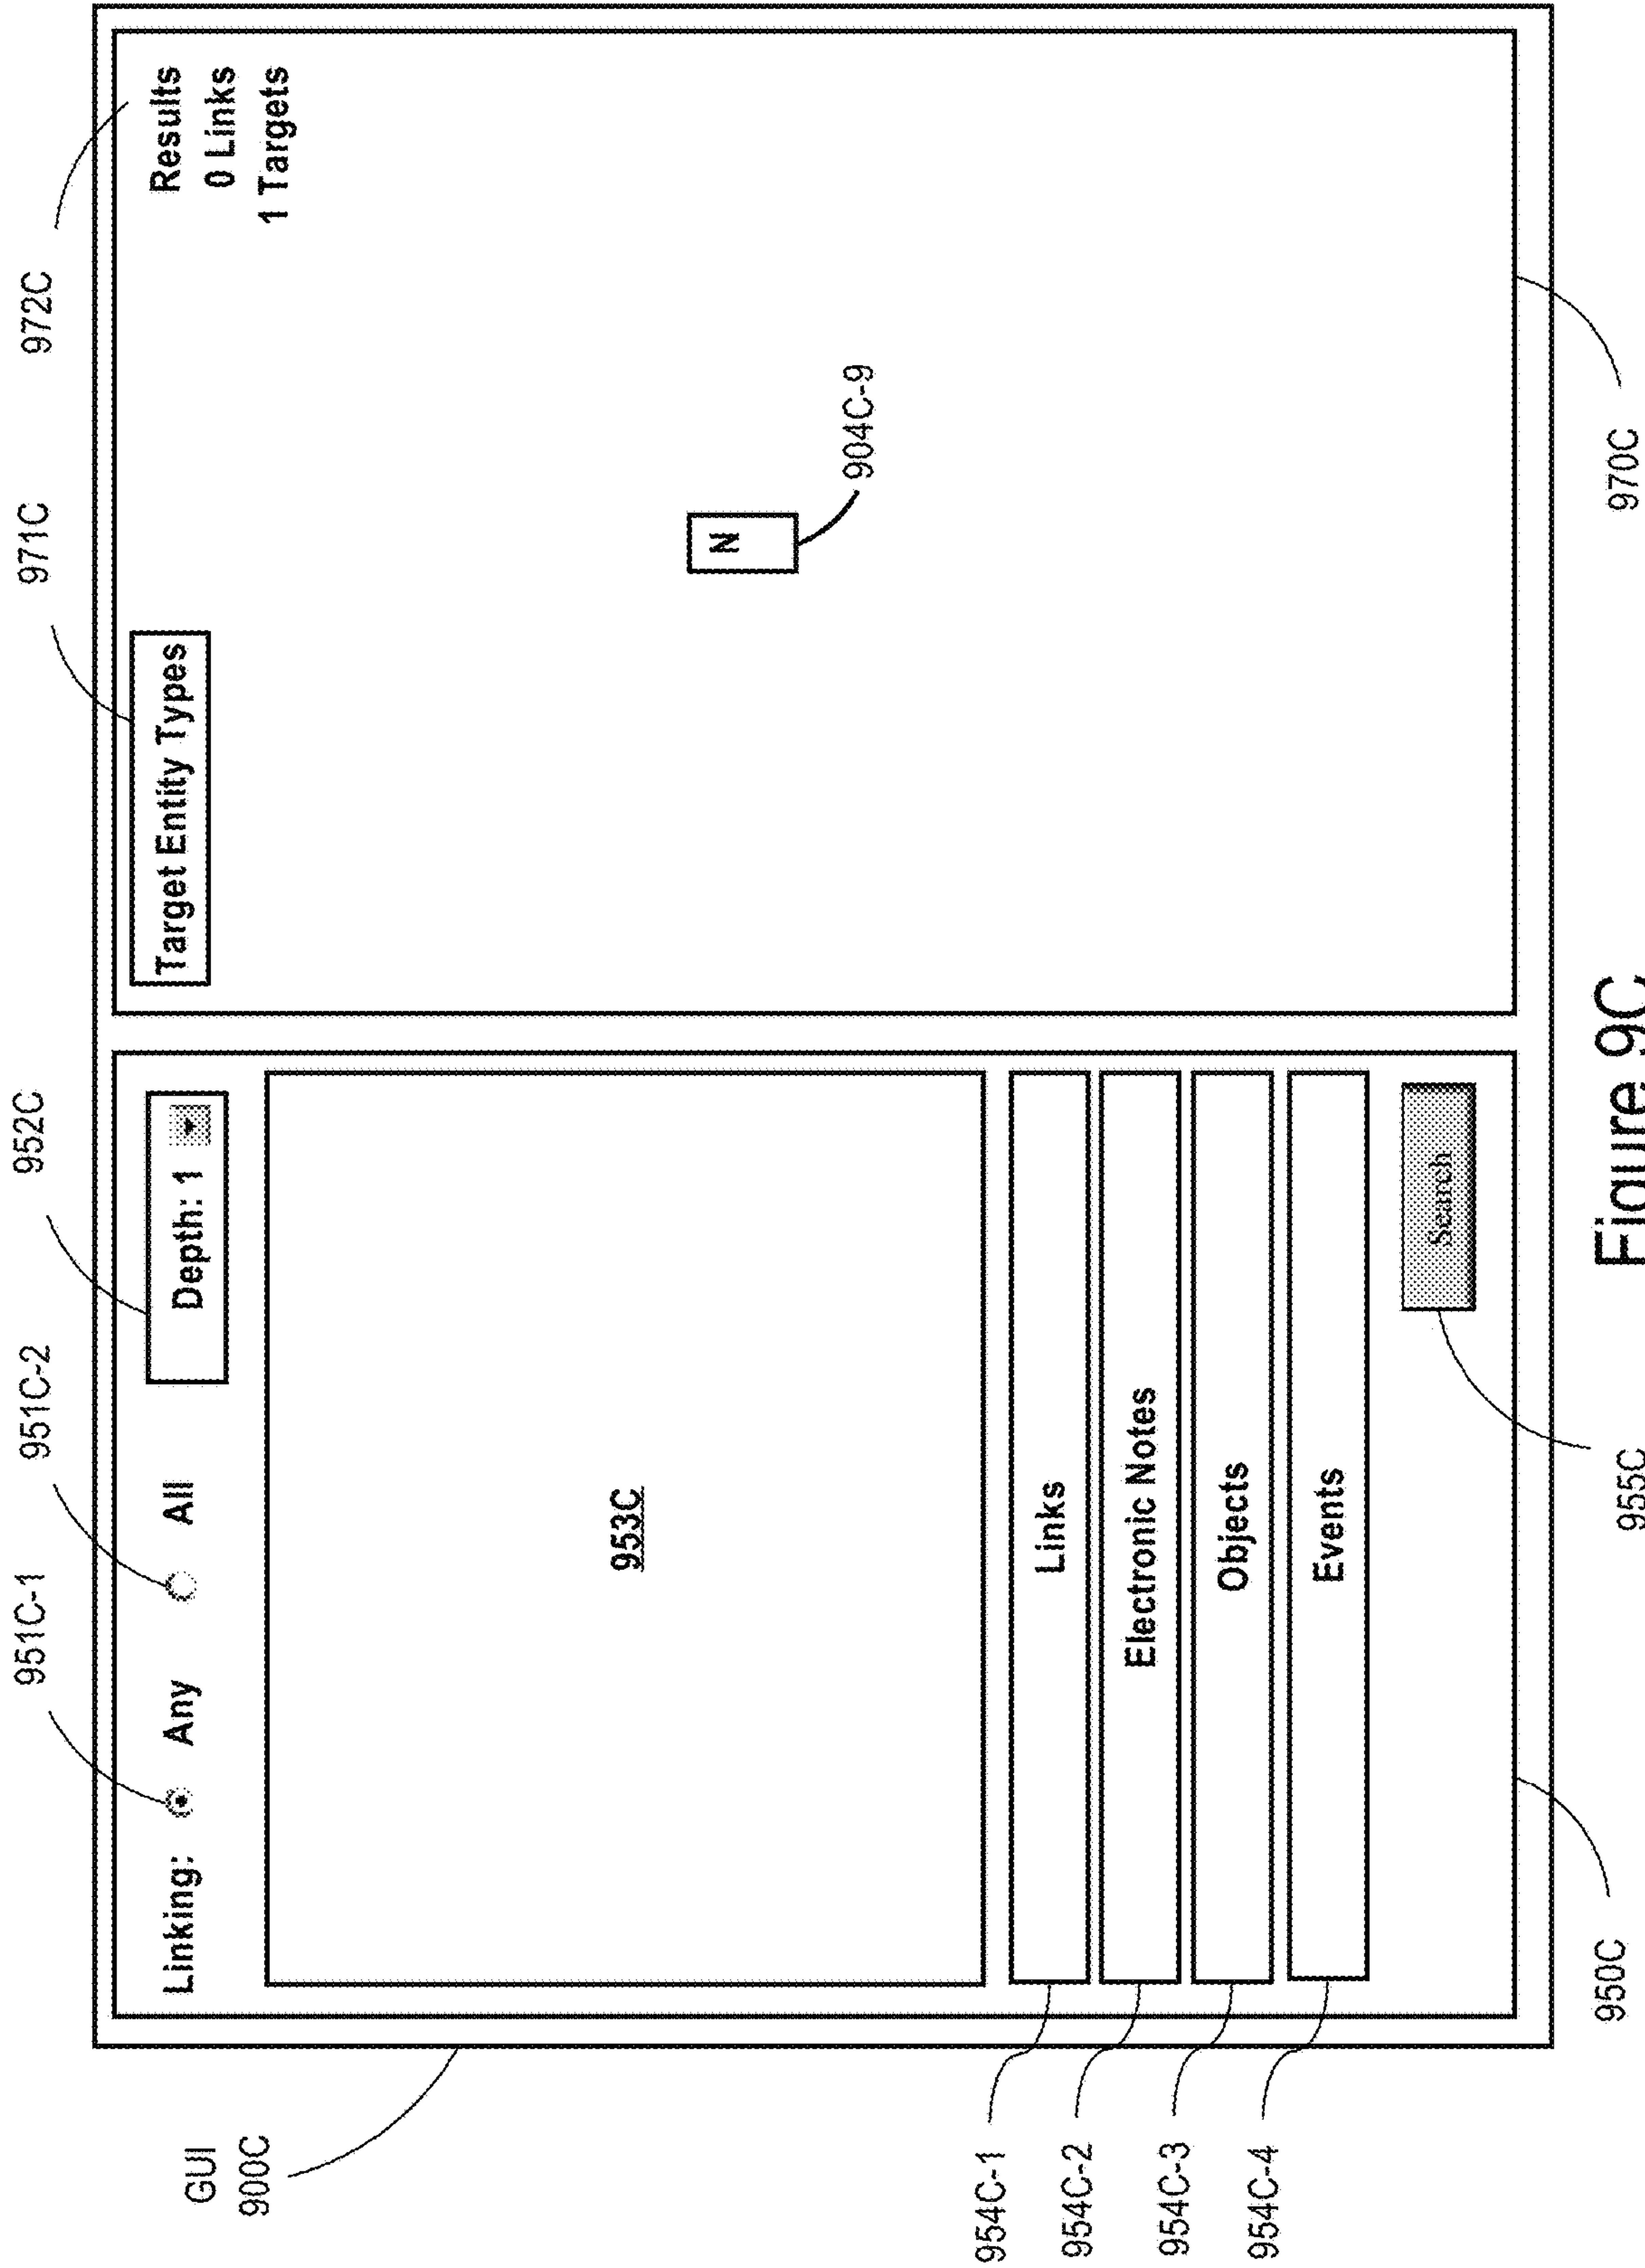 951C-1
951C-2
952C
971C
972C
GUI
900C
Linking:
Any
All
Depth: 1
Target Entity Types
Results
0 Links
1 Targets
953C
N
904C-9
954C-1
Links
954C-2
Electronic Notes
954C-3
Objects
954C-4
Events
Search
950C
955C
970C
Figure 9C